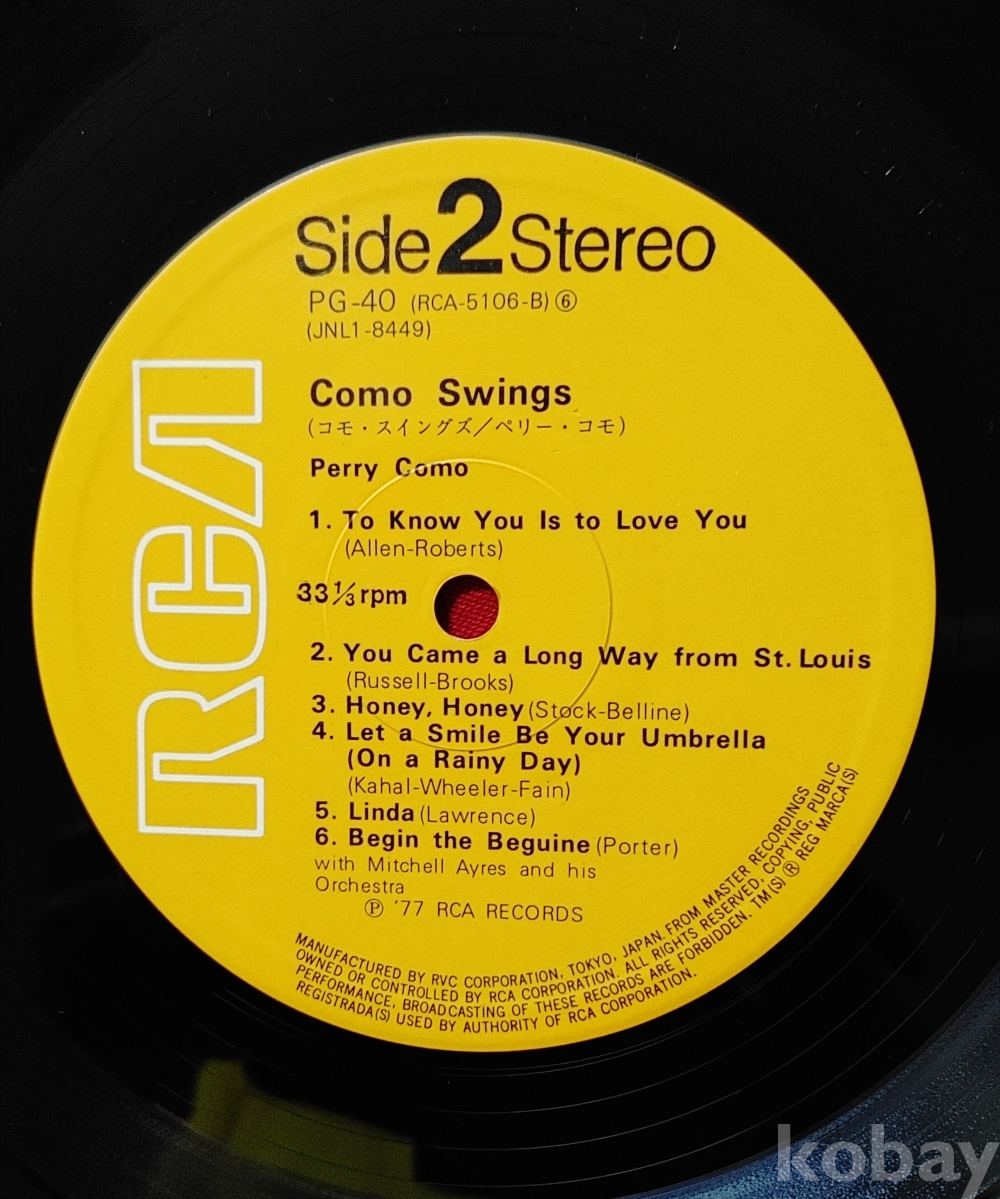 Side 2 Stereo
PG-40 (RCA-5106-B) ⑥
(JNL1-8449)
RCA
Como Swings
(コモ・スイングズ／ペリー・コモ)
Perry Como
1. To Know You Is to Love You
(Allen-Roberts)
33⅓ rpm
2. You Came a Long Way from St. Louis
(Russell-Brooks)
3. Honey, Honey (Stock-Belline)
4. Let a Smile Be Your Umbrella
(On a Rainy Day)
(Kahal-Wheeler-Fain)
5. Linda (Lawrence)
6. Begin the Beguine (Porter)
with Mitchell Ayres and his
Orchestra
Ⓟ '77 RCA RECORDS
MANUFACTURED BY RVC CORPORATION, TOKYO, JAPAN. FROM MASTER RECORDINGS
OWNED OR CONTROLLED BY RCA CORPORATION. ALL RIGHTS RESERVED, COPYING, PUBLIC
PERFORMANCE, BROADCASTING OF THESE RECORDS ARE FORBIDDEN. TM(S) ® REG MARCA(S)
REGISTRADA(S) USED BY AUTHORITY OF RCA CORPORATION.
kobay